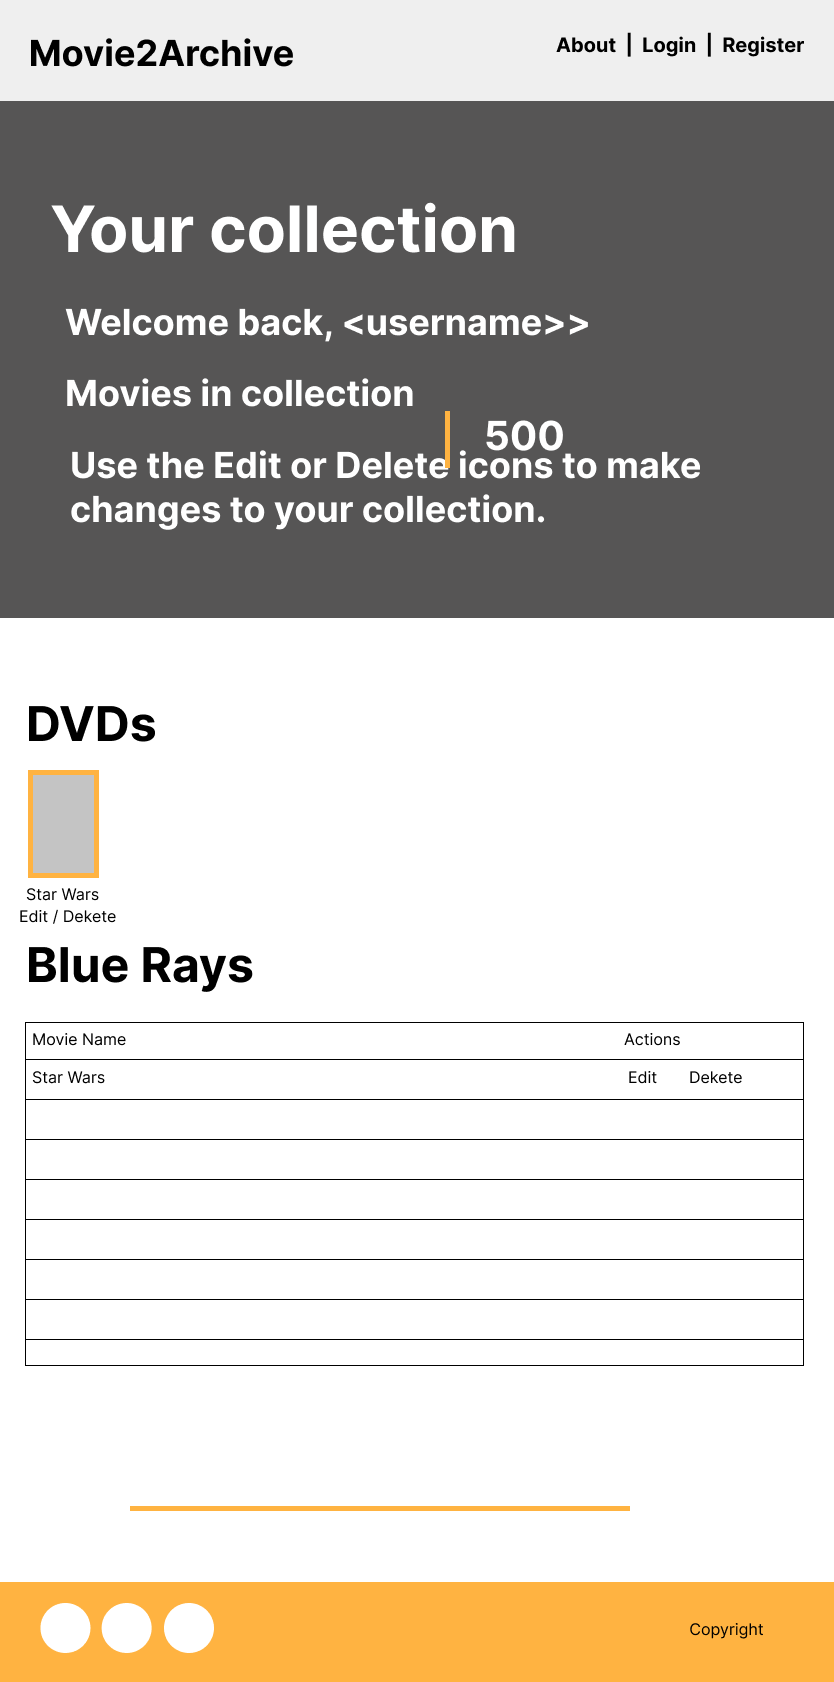 Movie2Archive
About | Login | Register
Your collection
Welcome back, <username>>
Movies in collection
500
Use the Edit or Delete icons to make
changes to your collection.
DVDs
Star Wars
Edit / Dekete
Blue Rays
Movie Name Actions
Star Wars Edit Dekete
Copyright